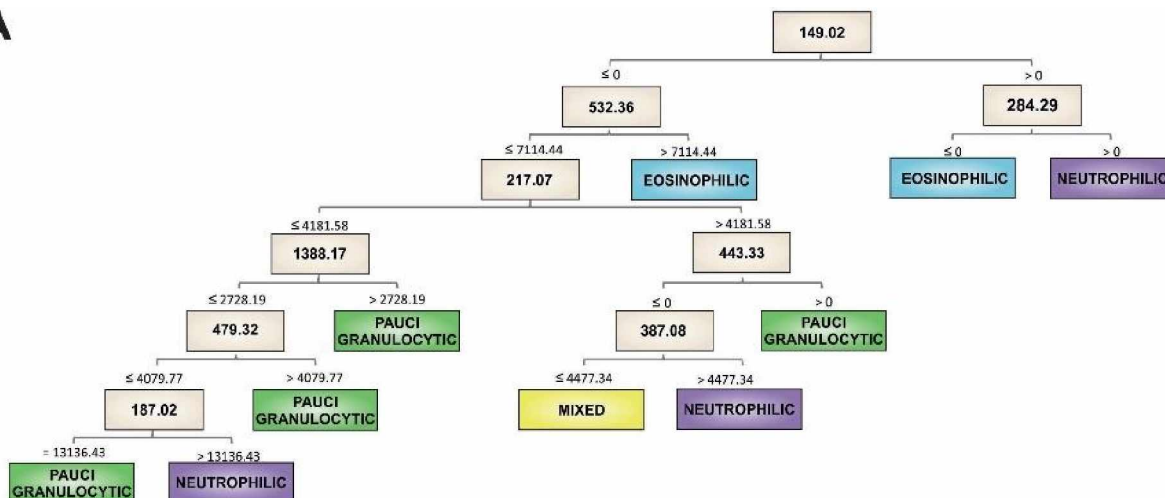 A
149.02
≤ 0
> 0
532.36
284.29
≤ 7114.44
> 7114.44
≤ 0
> 0
217.07
EOSINOPHILIC
EOSINOPHILIC
NEUTROPHILIC
≤ 4181.58
> 4181.58
1388.17
443.33
≤ 2728.19
> 2728.19
≤ 0
> 0
479.32
PAUCI
GRANULOCYTIC
387.08
PAUCI
GRANULOCYTIC
≤ 4079.77
> 4079.77
≤ 4477.34
> 4477.34
187.02
PAUCI
GRANULOCYTIC
MIXED
NEUTROPHILIC
= 13136.43
> 13136.43
PAUCI
GRANULOCYTIC
NEUTROPHILIC